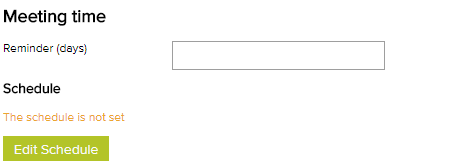 Meeting time
Reminder (days)
Schedule
The schedule is not set
Edit Schedule